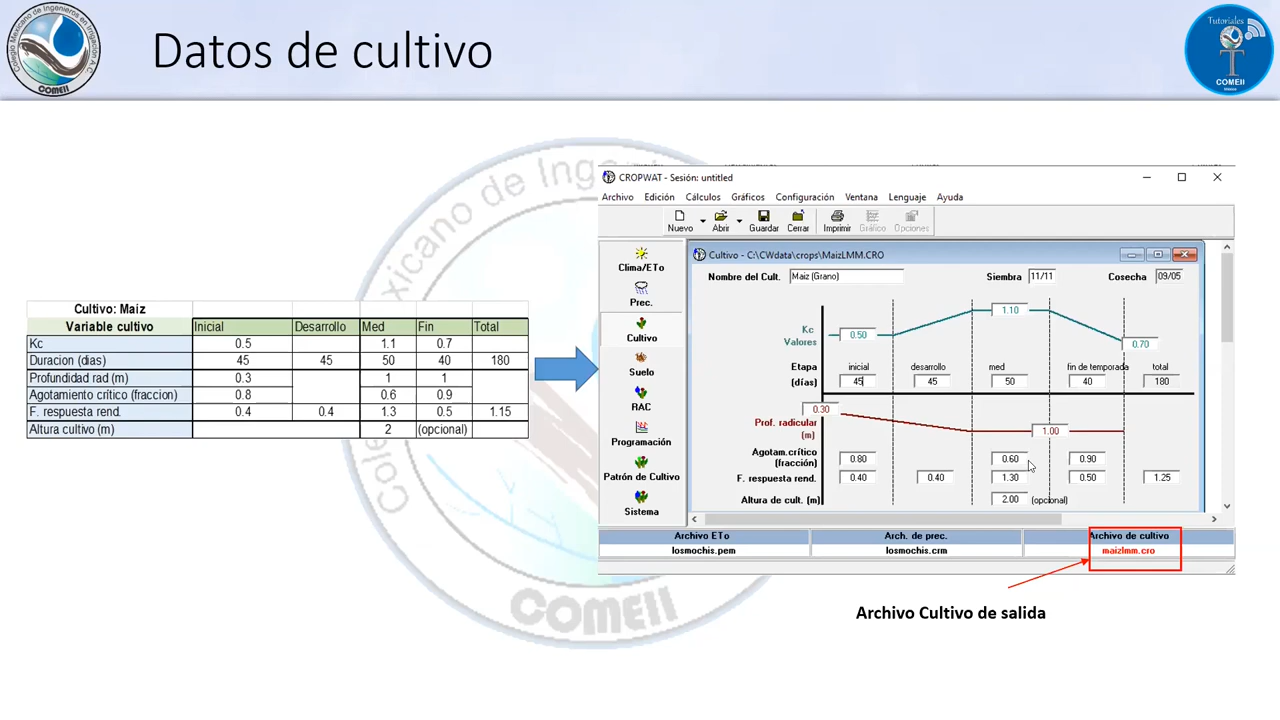 Colegio Mexicano de Ingenieros en Irrigación A.C.
COMEII
Datos de cultivo
Tutoriales
COMEII
Cultivo: Maíz
Variable cultivo Inicial Desarrollo Med Fin Total
Kc 0.5 1.1 0.7
Duracion (dias) 45 45 50 40 180
Profundidad rad (m) 0.3 1 1
Agotamiento crítico (fraccion) 0.8 0.6 0.9
F. respuesta rend. 0.4 0.4 1.3 0.5 1.15
Altura cultivo (m) 2 (opcional)
CROPWAT - Sesión: untitled
Archivo Edición Cálculos Gráficos Configuración Ventana Lenguaje Ayuda
Nuevo Abrir Guardar Cerrar Imprimir Gráfico Opciones
Clima/ETo
Prec.
Cultivo
Suelo
RAC
Programación
Patrón de Cultivo
Sistema
Cultivo - C:\CWdata\crops\MaizLMM.CRO
Nombre del Cult. Maiz (Grano) Siembra 11/11 Cosecha 09/05
1.10
Kc 0.50
Valores 0.70
Etapa inicial desarrollo med fin de temporada total
(días) 45 45 50 40 180
0.30
Prof. radicular 1.00
(m)
Agotam.crítico 0.80 0.60 0.90
(fracción)
F. respuesta rend. 0.40 0.40 1.30 0.50 1.25
Altura de cult. (m) 2.00 (opcional)
Archivo ETo Arch. de prec. Archivo de cultivo
losmochis.pem losmochis.crm maizlmm.cro
Archivo Cultivo de salida
xicano de Ingenie
Cole
COMEII